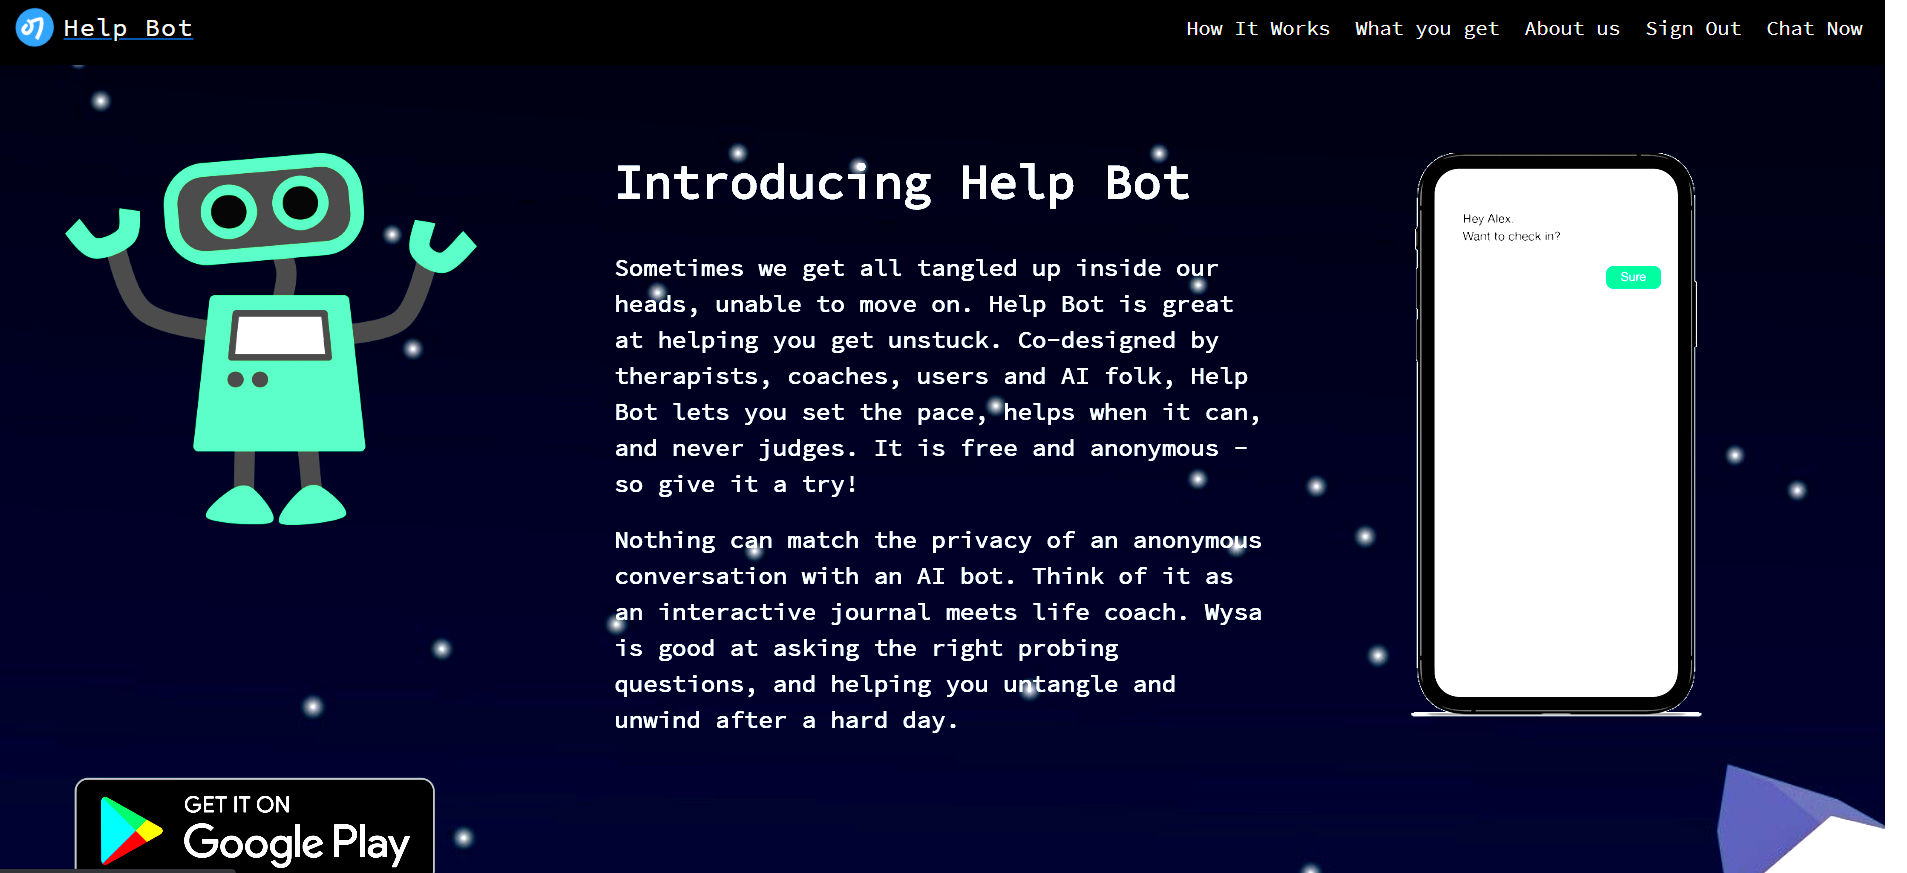 Help Bot
How It Works
What you get
About us
Sign Out
Chat Now
Introducing Help Bot
Sometimes we get all tangled up inside our
heads, unable to move on. Help Bot is great
at helping you get unstuck. Co-designed by
therapists, coaches, users and AI folk, Help
Bot lets you set the pace, helps when it can,
and never judges. It is free and anonymous -
so give it a try!
Nothing can match the privacy of an anonymous
conversation with an AI bot. Think of it as
an interactive journal meets life coach. Wysa
is good at asking the right probing
questions, and helping you untangle and
unwind after a hard day.
Hey Alex.
Want to check in?
Sure
GET IT ON
Google Play